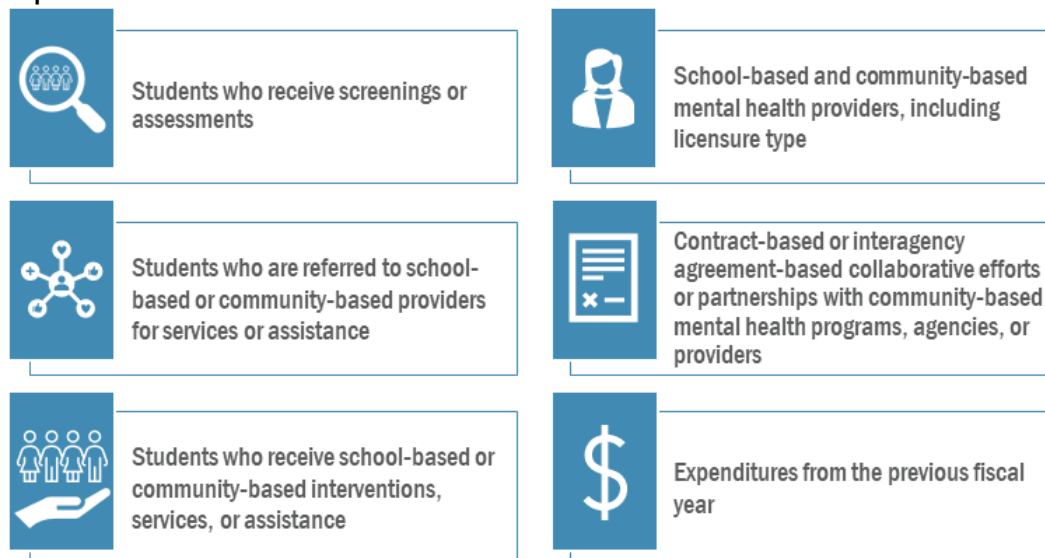 Students who receive screenings or
assessments
School-based and community-based
mental health providers, including
licensure type
Students who are referred to school-
based or community-based providers
for services or assistance
Contract-based or interagency
agreement-based collaborative efforts
or partnerships with community-based
mental health programs, agencies, or
providers
Students who receive school-based or
community-based interventions,
services, or assistance
Expenditures from the previous fiscal
year